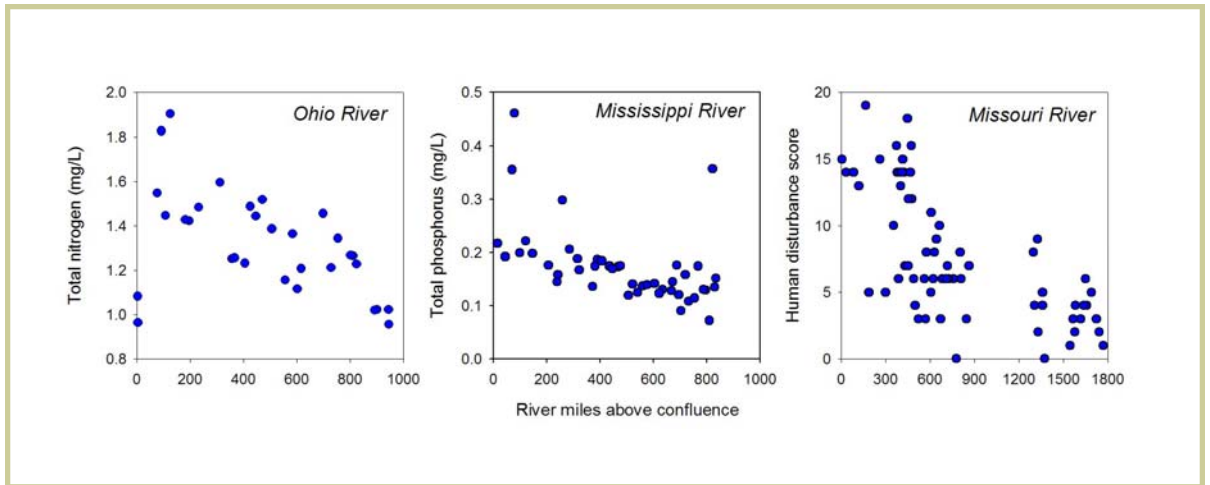 Ohio River
Total nitrogen (mg/L)
2.0
1.8
1.6
1.4
1.2
1.0
0.8
0 200 400 600 800 1000
Mississippi River
Total phosphorus (mg/L)
0.5
0.4
0.3
0.2
0.1
0.0
0 200 400 600 800 1000
River miles above confluence
Missouri River
Human disturbance score
20
15
10
5
0
0 300 600 900 1200 1500 1800